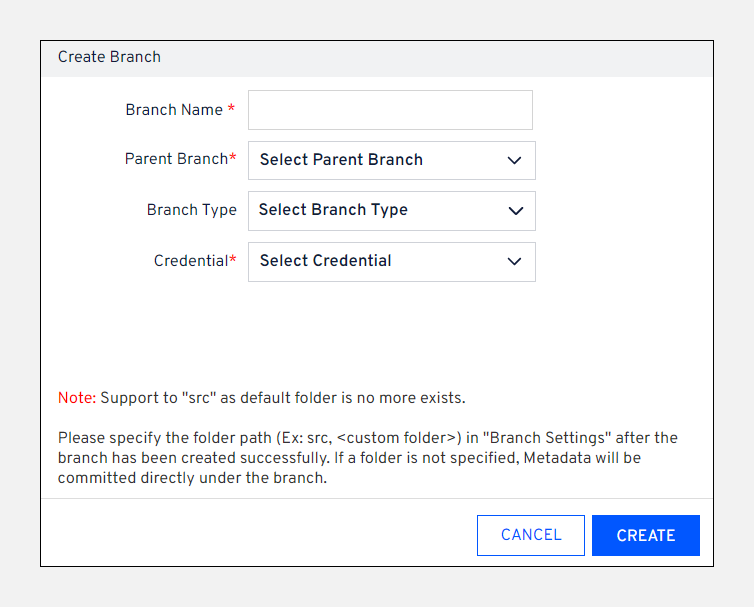 Create Branch
Branch Name *
Parent Branch* Select Parent Branch
Branch Type Select Branch Type
Credential* Select Credential
Note: Support to "src" as default folder is no more exists.
Please specify the folder path (Ex: src, <custom folder>) in "Branch Settings" after the
branch has been created successfully. If a folder is not specified, Metadata will be
committed directly under the branch.
CANCEL CREATE